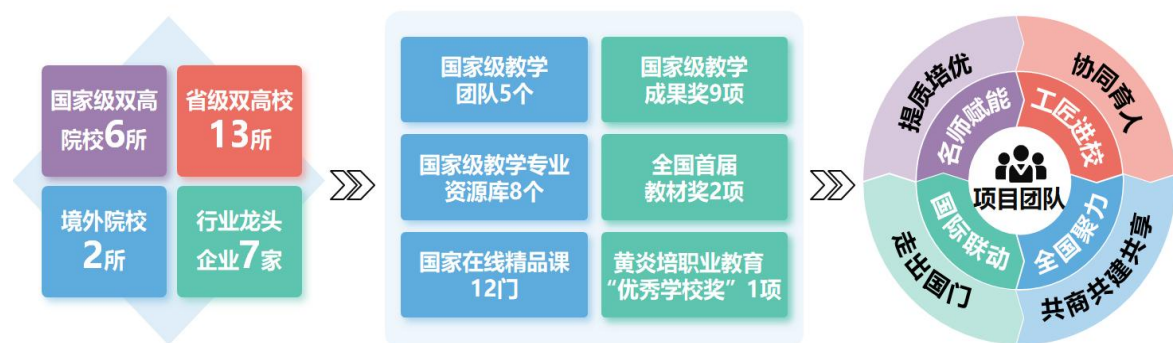 国家级双高
院校6所
省级双高校
13所
境外院校
2所
行业龙头
企业7家
国家级教学
团队5个
国家级教学
成果奖9项
国家级教学专业
资源库8个
全国首届
教材奖2项
国家在线精品课
12门
黄炎培职业教育
“优秀学校奖”1项
提质培优
协同育人
名师赋能
工匠进校
项目团队
国际联动
全国聚力
走出国门
共商共建共享